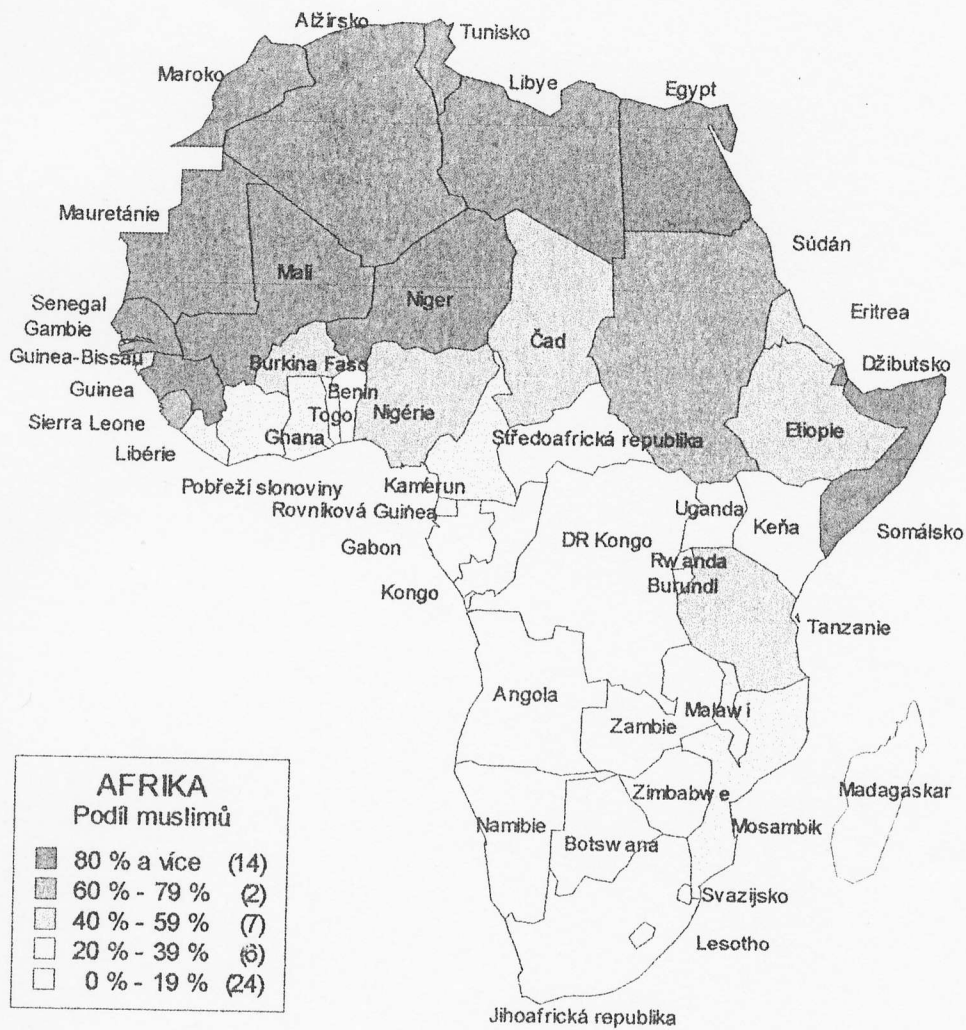 Alžírsko
Tunisko
Maroko
Libye
Egypt
Mauretánie
Súdán
Mali
Niger
Senegal
Eritrea
Gambie
Čad
Guinea-Bissau
Burkina Faso
Džibutsko
Guinea
Benin
Nigérie
Togo
Sierra Leone
Etiopie
Ghana
Středoafrická republika
Libérie
Pobřeží slonoviny
Kamerun
Rovníková Guinea
Uganda
Keňa
Somálsko
Gabon
DR Kongo
Rwanda
Kongo
Burundi
Tanzanie
Angola
Malawi
Zambie
Zimbabwe
Madagaskar
Namibie
Mosambik
Botswana
Svazijsko
Lesotho
Jihoafrická republika
AFRIKA
Podíl muslimů
80 % a více (14)
60 % - 79 % (2)
40 % - 59 % (7)
20 % - 39 % (6)
0 % - 19 % (24)